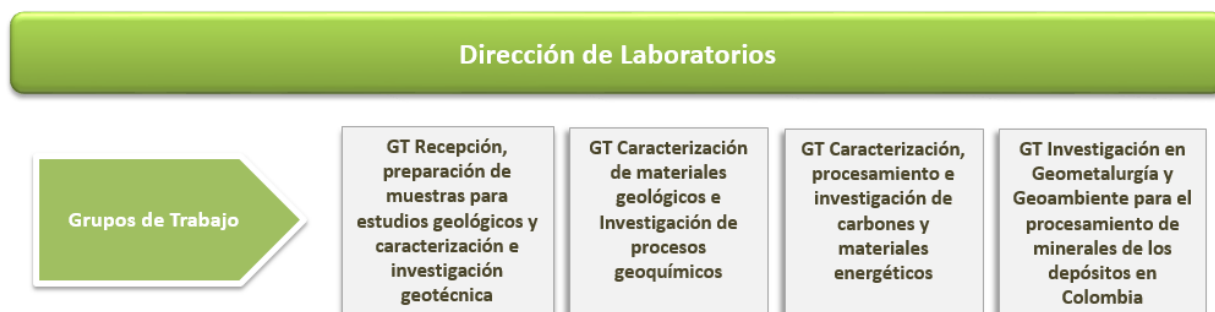 Dirección de Laboratorios
Grupos de Trabajo
GT Recepción,
preparación de
muestras para
estudios geológicos y
caracterización e
investigación
geotécnica
GT Caracterización
de materiales
geológicos e
Investigación de
procesos
geoquímicos
GT Caracterización,
procesamiento e
investigación de
carbones y
materiales
energéticos
GT Investigación en
Geometalurgía y
Geoambiente para el
procesamiento de
minerales de los
depósitos en
Colombia